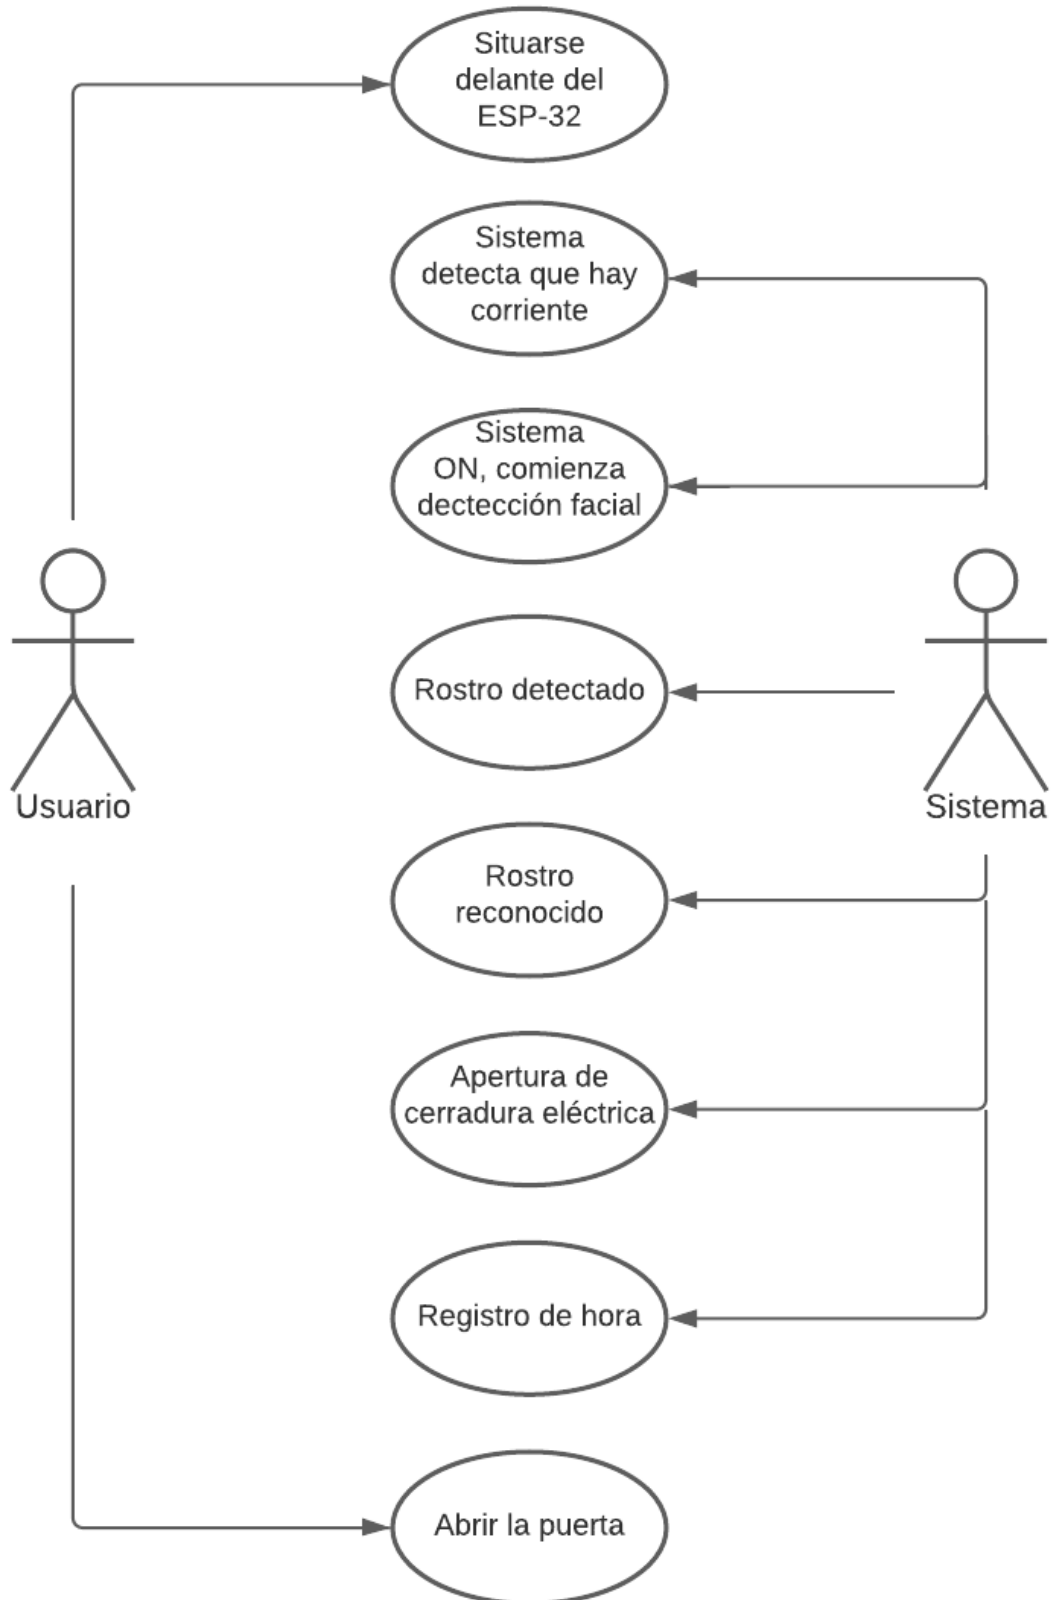 Situarse
delante del
ESP-32
Sistema
detecta que hay
corriente
Sistema
ON, comienza
dectección facial
Rostro detectado
Usuario
Sistema
Rostro
reconocido
Apertura de
cerradura eléctrica
Registro de hora
Abrir la puerta